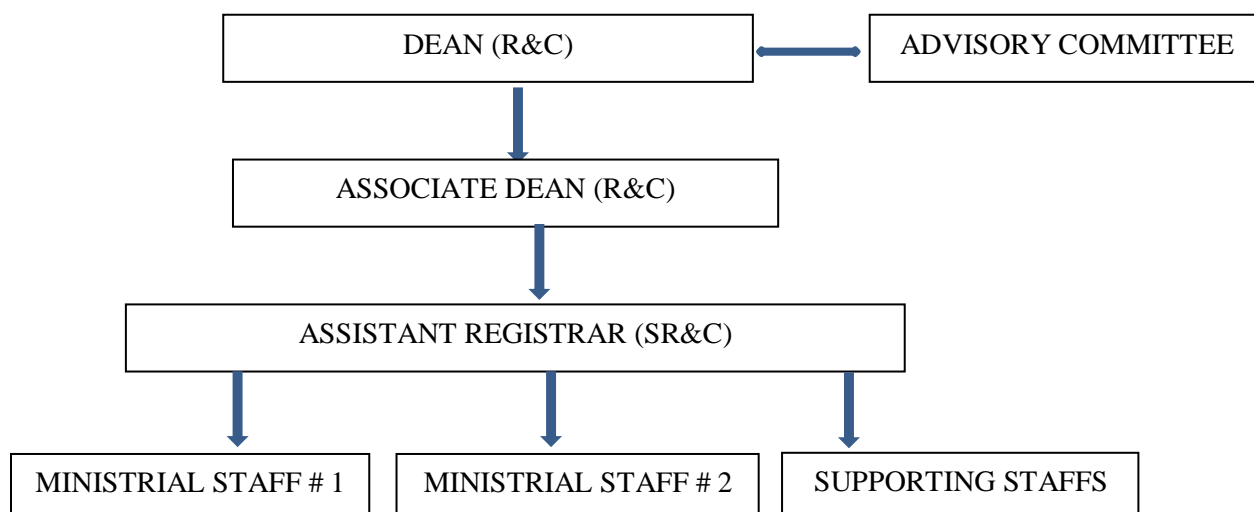 DEAN (R&C)
ADVISORY COMMITTEE
ASSOCIATE DEAN (R&C)
ASSISTANT REGISTRAR (SR&C)
MINISTRIAL STAFF # 1
MINISTRIAL STAFF # 2
SUPPORTING STAFFS